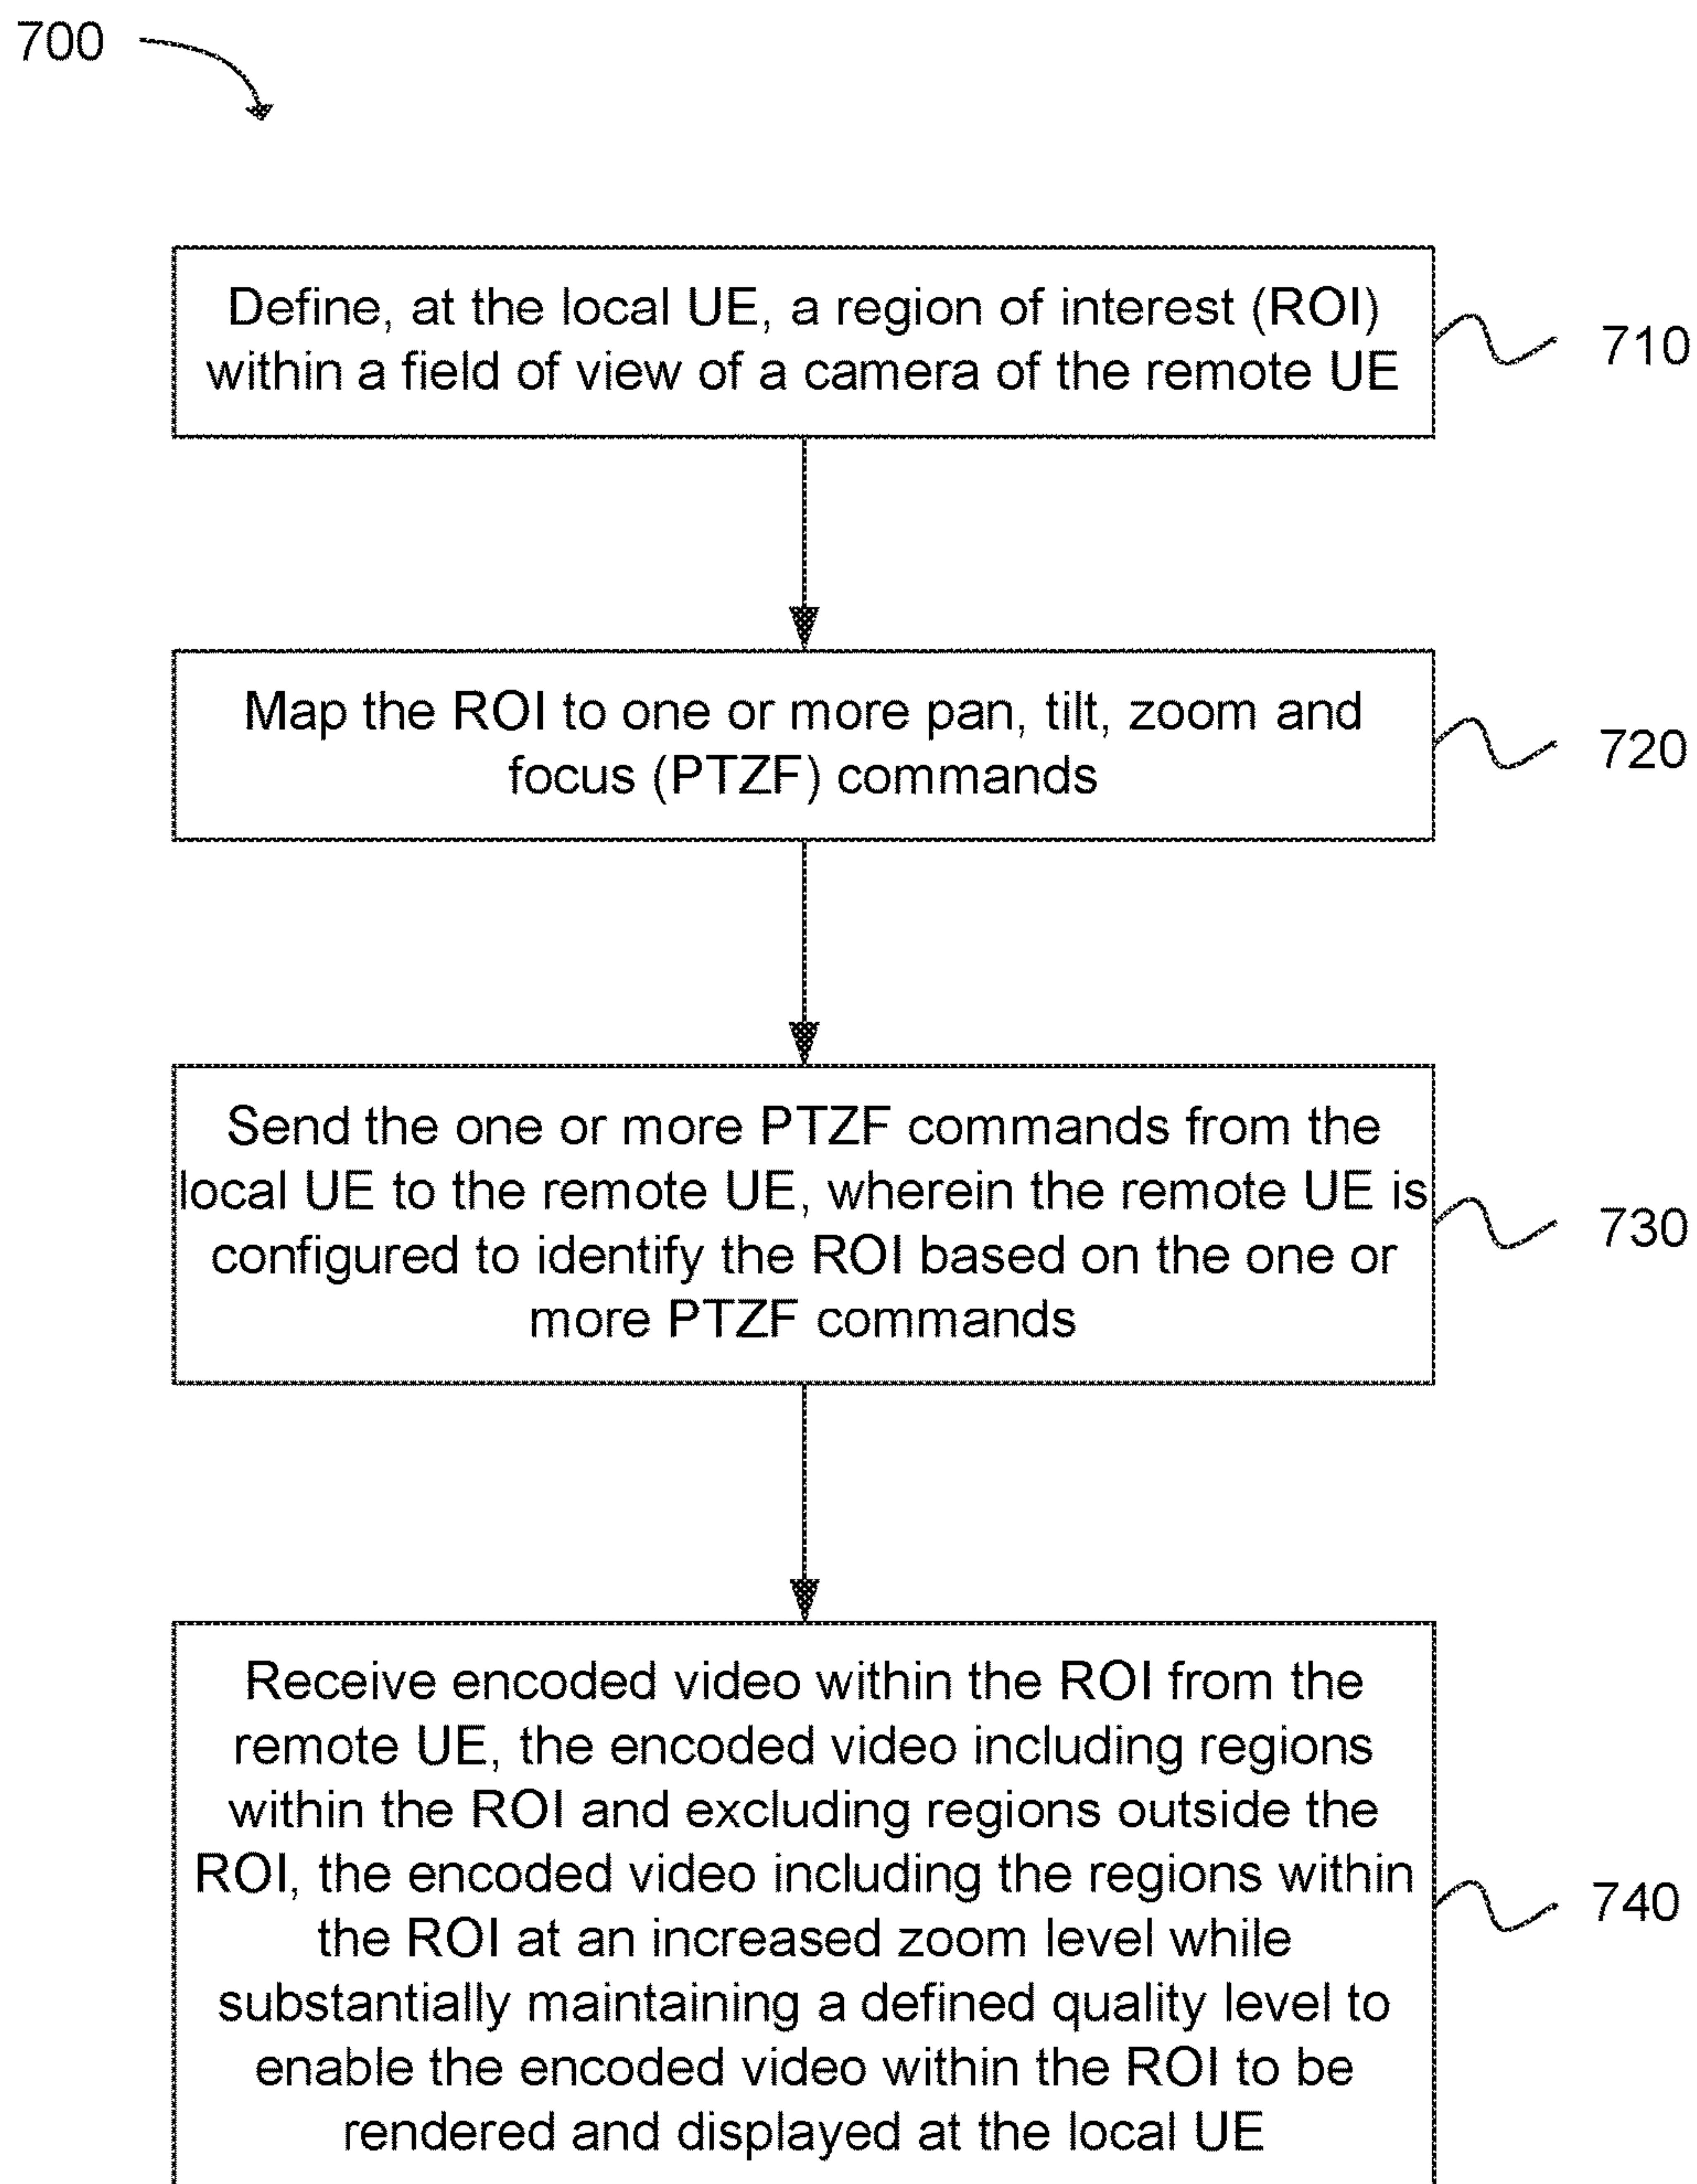 700
Define, at the local UE, a region of interest (ROI)
within a field of view of a camera of the remote UE
710
Map the ROI to one or more pan, tilt, zoom and
focus (PTZF) commands
720
Send the one or more PTZF commands from the
local UE to the remote UE, wherein the remote UE is
configured to identify the ROI based on the one or
more PTZF commands
730
Receive encoded video within the ROI from the
remote UE, the encoded video including regions
within the ROI and excluding regions outside the
ROI, the encoded video including the regions within
the ROI at an increased zoom level while
substantially maintaining a defined quality level to
enable the encoded video within the ROI to be
rendered and displayed at the local UE
740